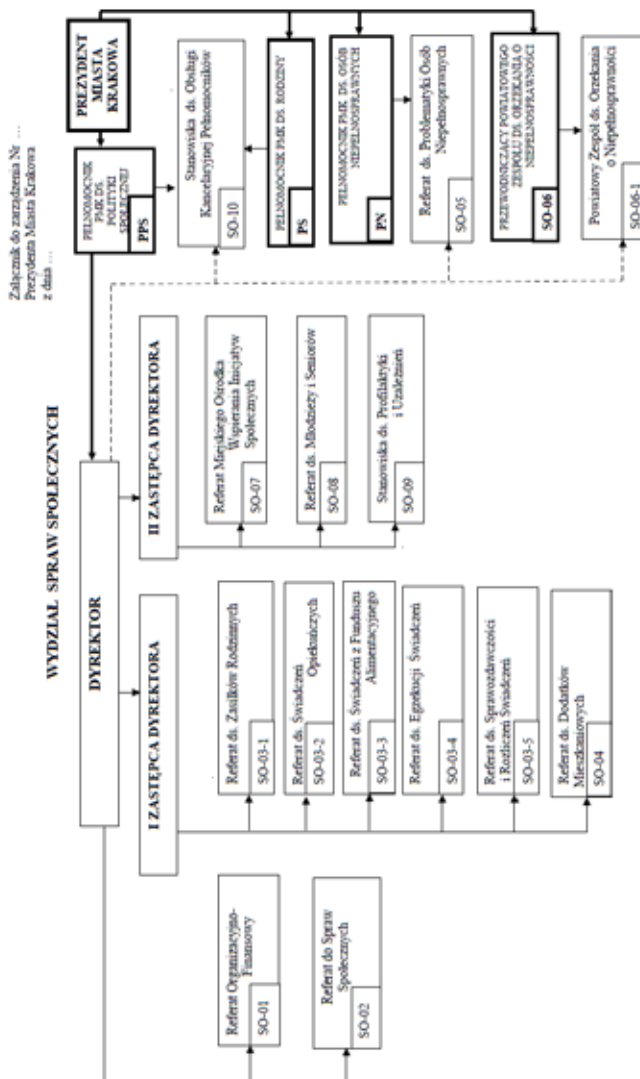 Załącznik do zarządzenia Nr ...
Prezydenta Miasta Krakowa
z dnia ...
WYDZIAŁ SPRAW SPOŁECZNYCH
PREZYDENT
MIASTA
KRAKOWA
PEŁNOMOCNIK
PMK DS.
POLITYKI
SPOŁECZNEJ
PPS
DYREKTOR
I ZASTĘPCA DYREKTORA
II ZASTĘPCA DYREKTORA
Referat Organizacyjno-
Finansowy
SO-01
Referat do Spraw
Społecznych
SO-02
Referat ds. Zasiłków Rodzinnych
SO-03-1
Referat ds. Świadczeń
Opiekuńczych
SO-03-2
Referat ds. Świadczeń z Funduszu
Alimentacyjnego
SO-03-3
Referat ds. Egzekucji Świadczeń
SO-03-4
Referat ds. Sprawozdawczości
i Rozliczeń Świadczeń
SO-03-5
Referat ds. Dodatków
Mieszkaniowych
SO-04
Referat Miejskiego Ośrodka
Wspierania Inicjatyw
Społecznych
SO-07
Referat ds. Młodzieży i Seniorów
SO-08
Stanowiska ds. Profilaktyki
i Uzależnień
SO-09
Stanowiska ds. Obsługi
Kancelaryjnej Pełnomocników
SO-10
PEŁNOMOCNIK PMK DS. RODZINY
PS
PEŁNOMOCNIK PMK DS. OSÓB
NIEPEŁNOSPRAWNYCH
PN
Referat ds. Problematyki Osób
Niepełnosprawnych
SO-05
PRZEWODNICZĄCY POWIATOWEGO
ZESPOŁU DS. ORZEKANIA O
NIEPEŁNOSPRAWNOŚCI
SO-06
Powiatowy Zespół ds. Orzekania
o Niepełnosprawności
SO-06-1